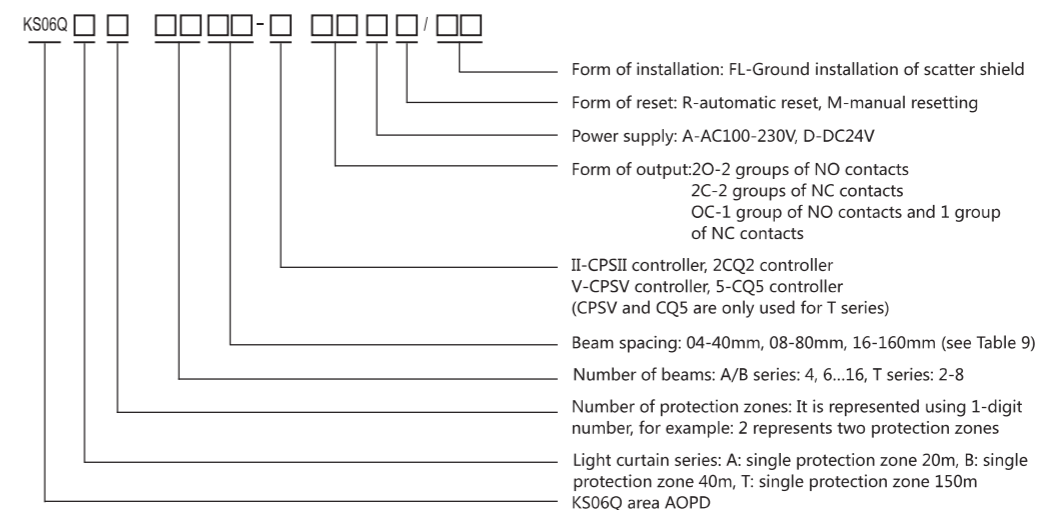 KS06Q□ □ □□□□-□ □□□□/□□
Form of installation: FL-Ground installation of scatter shield
Form of reset: R-automatic reset, M-manual resetting
Power supply: A-AC100-230V, D-DC24V
Form of output:2O-2 groups of NO contacts
2C-2 groups of NC contacts
OC-1 group of NO contacts and 1 group
of NC contacts
II-CPSII controller, 2CQ2 controller
V-CPSV controller, 5-CQ5 controller
(CPSV and CQ5 are only used for T series)
Beam spacing: 04-40mm, 08-80mm, 16-160mm (see Table 9)
Number of beams: A/B series: 4, 6...16, T series: 2-8
Number of protection zones: It is represented using 1-digit
number, for example: 2 represents two protection zones
Light curtain series: A: single protection zone 20m, B: single
protection zone 40m, T: single protection zone 150m
KS06Q area AOPD